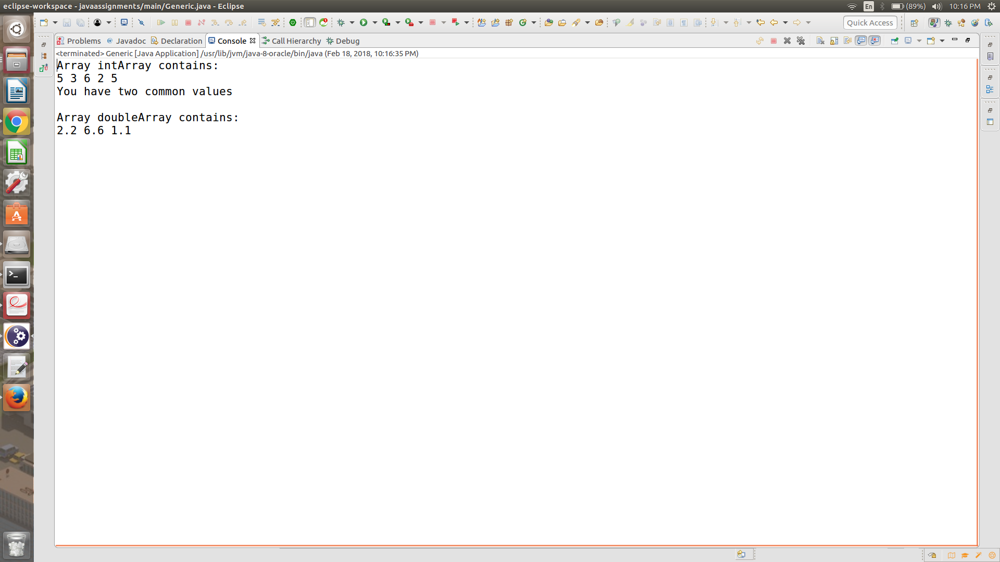 eclipse-workspace - javaassignments/main/Generic.java - Eclipse
En (89%) 10:16 PM
Quick Access
Problems Javadoc Declaration Console Call Hierarchy Debug
<terminated> Generic [Java Application] /usr/lib/jvm/java-8-oracle/bin/java (Feb 18, 2018, 10:16:35 PM)
Array intArray contains:
5 3 6 2 5
You have two common values
Array doubleArray contains:
2.2 6.6 1.1